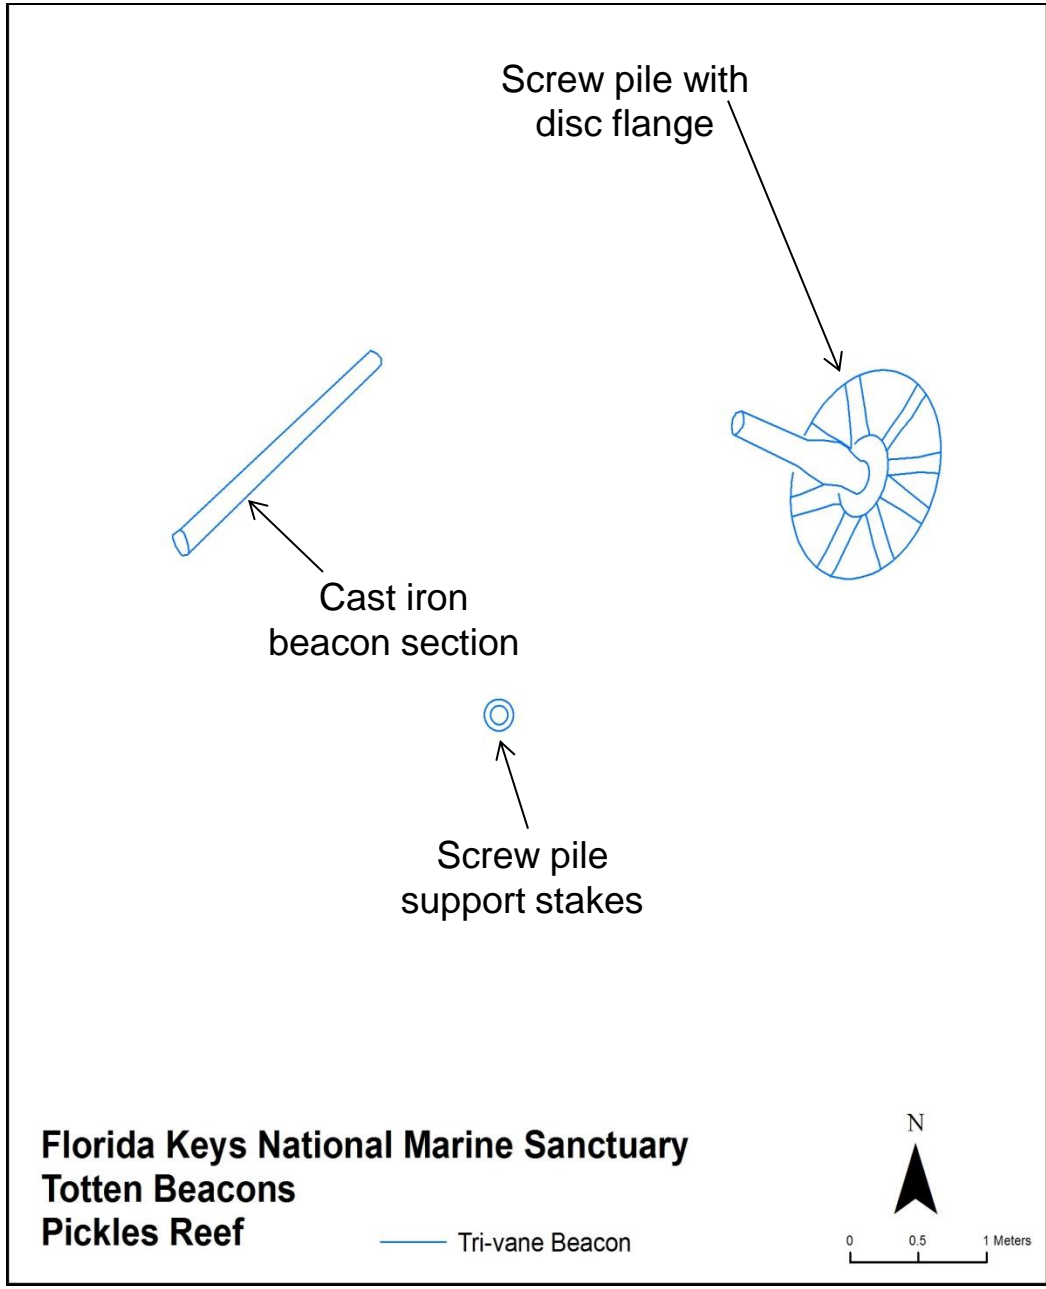 Screw pile with
disc flange
Cast iron
beacon section
Screw pile
support stakes
Florida Keys National Marine Sanctuary
Totten Beacons
Pickles Reef
Tri-vane Beacon
N
0 0.5 1 Meters